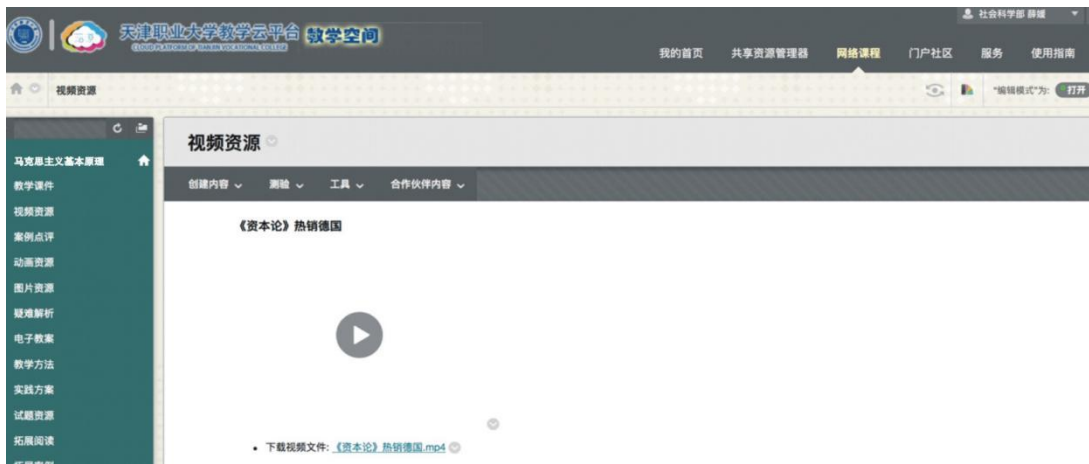 社会科学部 薛媛
天津职业大学教学云平台 教学空间
CLOUD PLATFORM OF TIANJIN VOCATIONAL COLLEGE
我的首页 共享资源管理器 网络课程 门户社区 服务 使用指南
视频资源 "编辑模式"为: 打开
视频资源
马克思主义基本原理
教学课件
视频资源
案例点评
动画资源
图片资源
疑难解析
电子教案
教学方法
实践方案
试题资源
拓展阅读
创建内容 测验 工具 合作伙伴内容
《资本论》热销德国
下载视频文件: 《资本论》热销德国.mp4